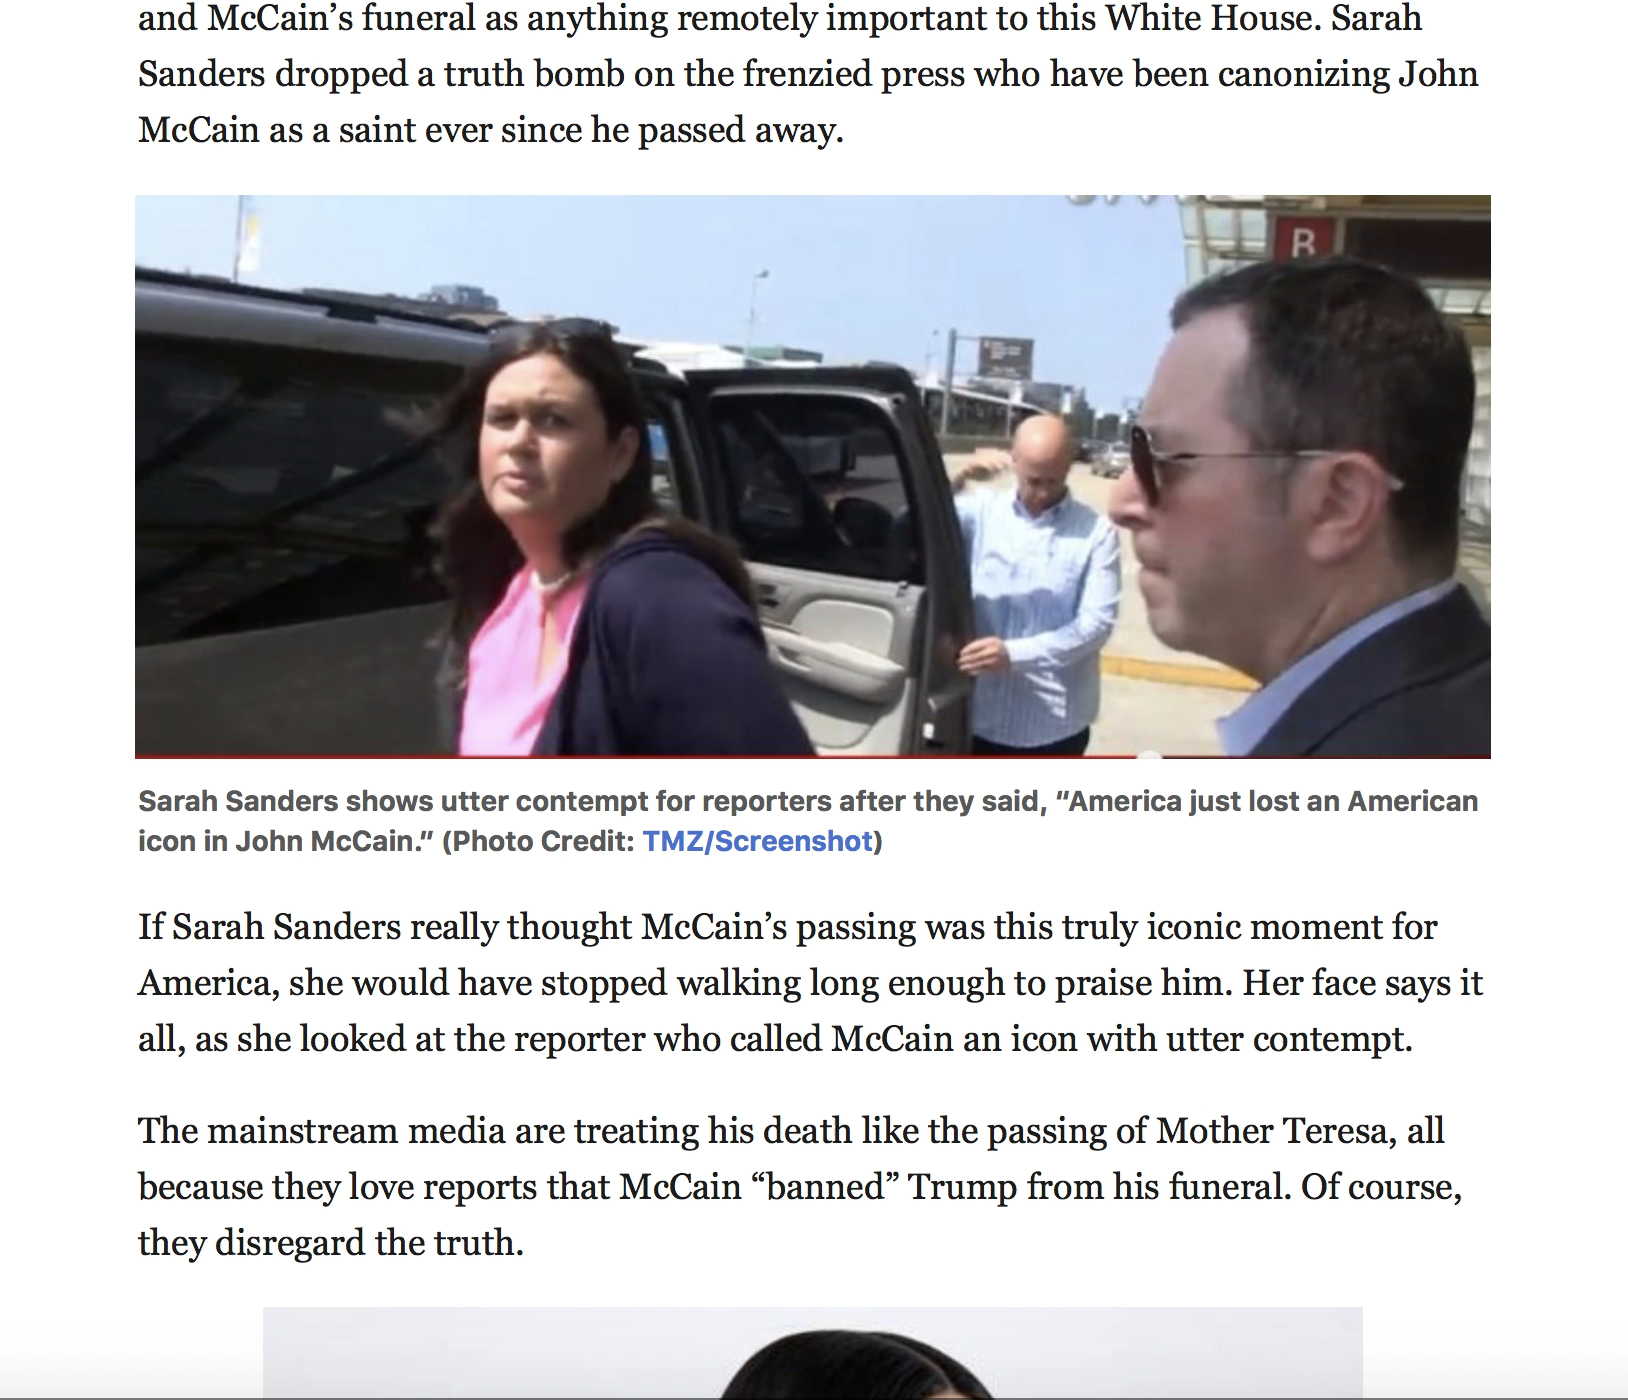 and McCain’s funeral as anything remotely important to this White House. Sarah
Sanders dropped a truth bomb on the frenzied press who have been canonizing John
McCain as a saint ever since he passed away.
B
Sarah Sanders shows utter contempt for reporters after they said, "America just lost an American
icon in John McCain." (Photo Credit: TMZ/Screenshot)
If Sarah Sanders really thought McCain’s passing was this truly iconic moment for
America, she would have stopped walking long enough to praise him. Her face says it
all, as she looked at the reporter who called McCain an icon with utter contempt.
The mainstream media are treating his death like the passing of Mother Teresa, all
because they love reports that McCain “banned” Trump from his funeral. Of course,
they disregard the truth.